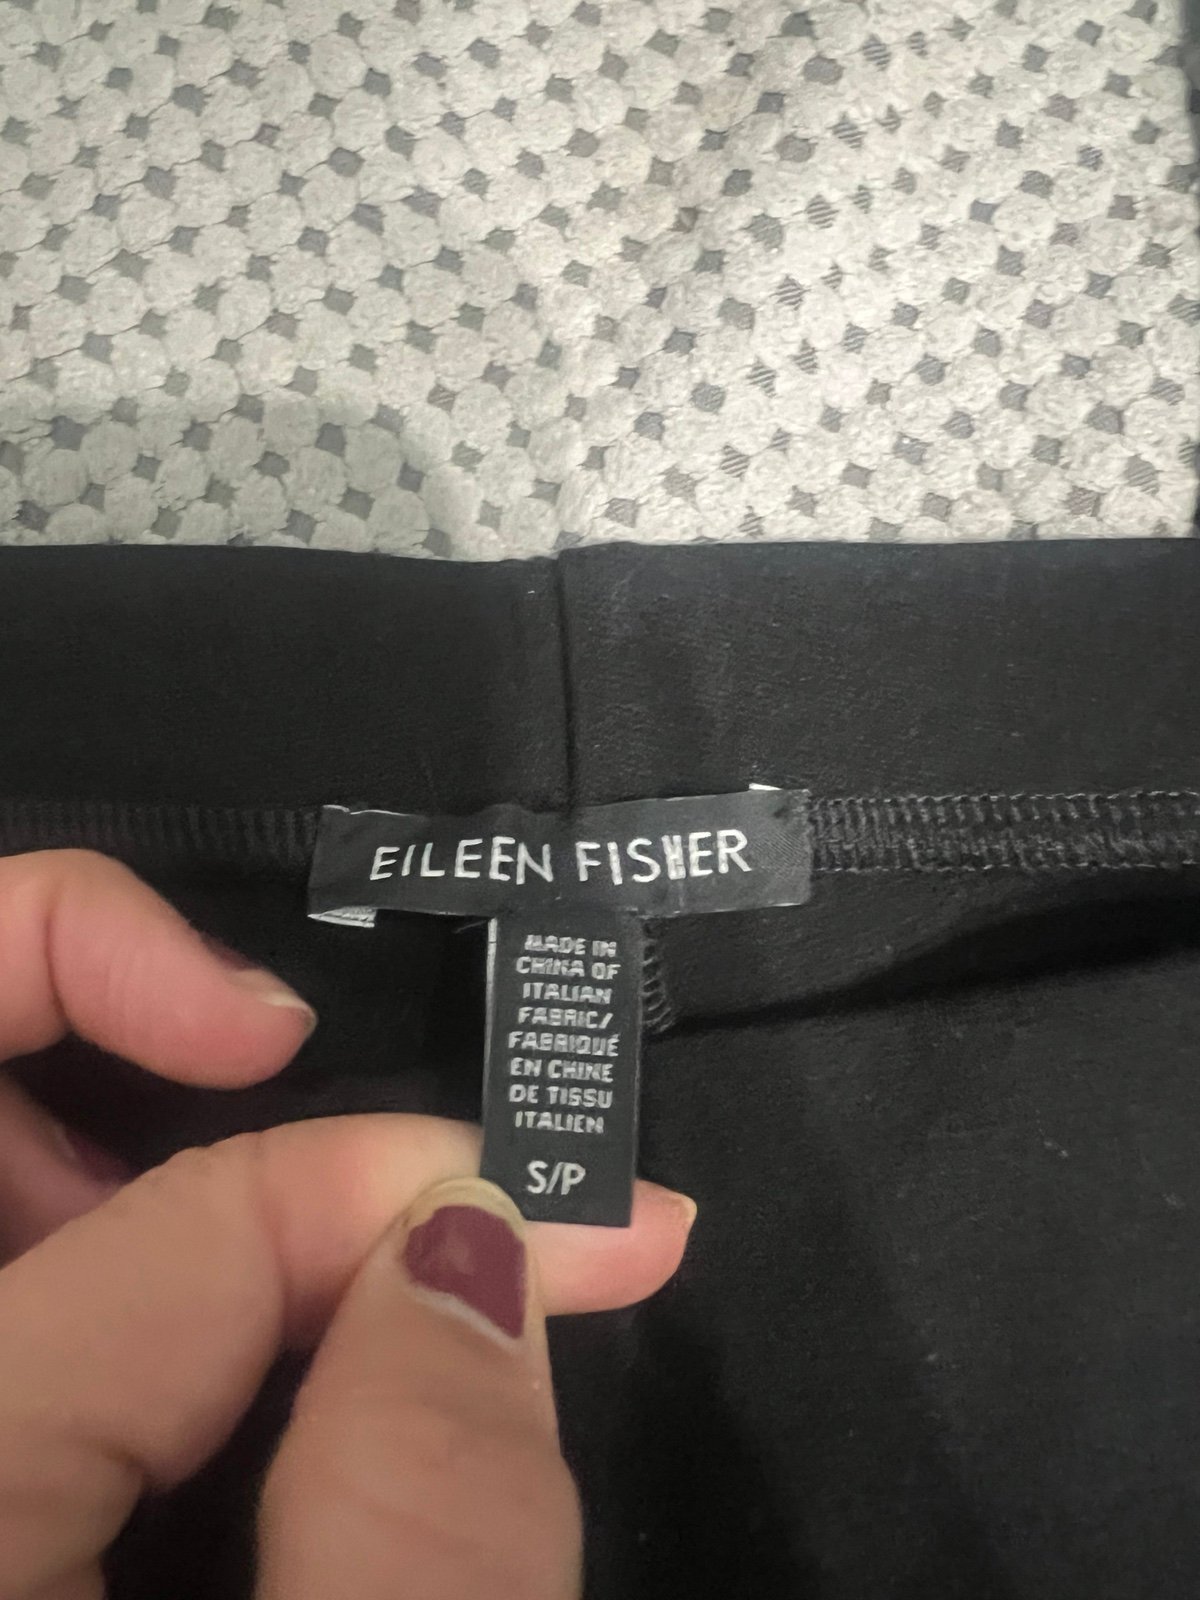 EILEEN FISHER
MADE IN
CHINA OF
ITALIAN
FABRIC/
FABRIQUÉ
EN CHINE
DE TISSU
ITALIEN
S/P